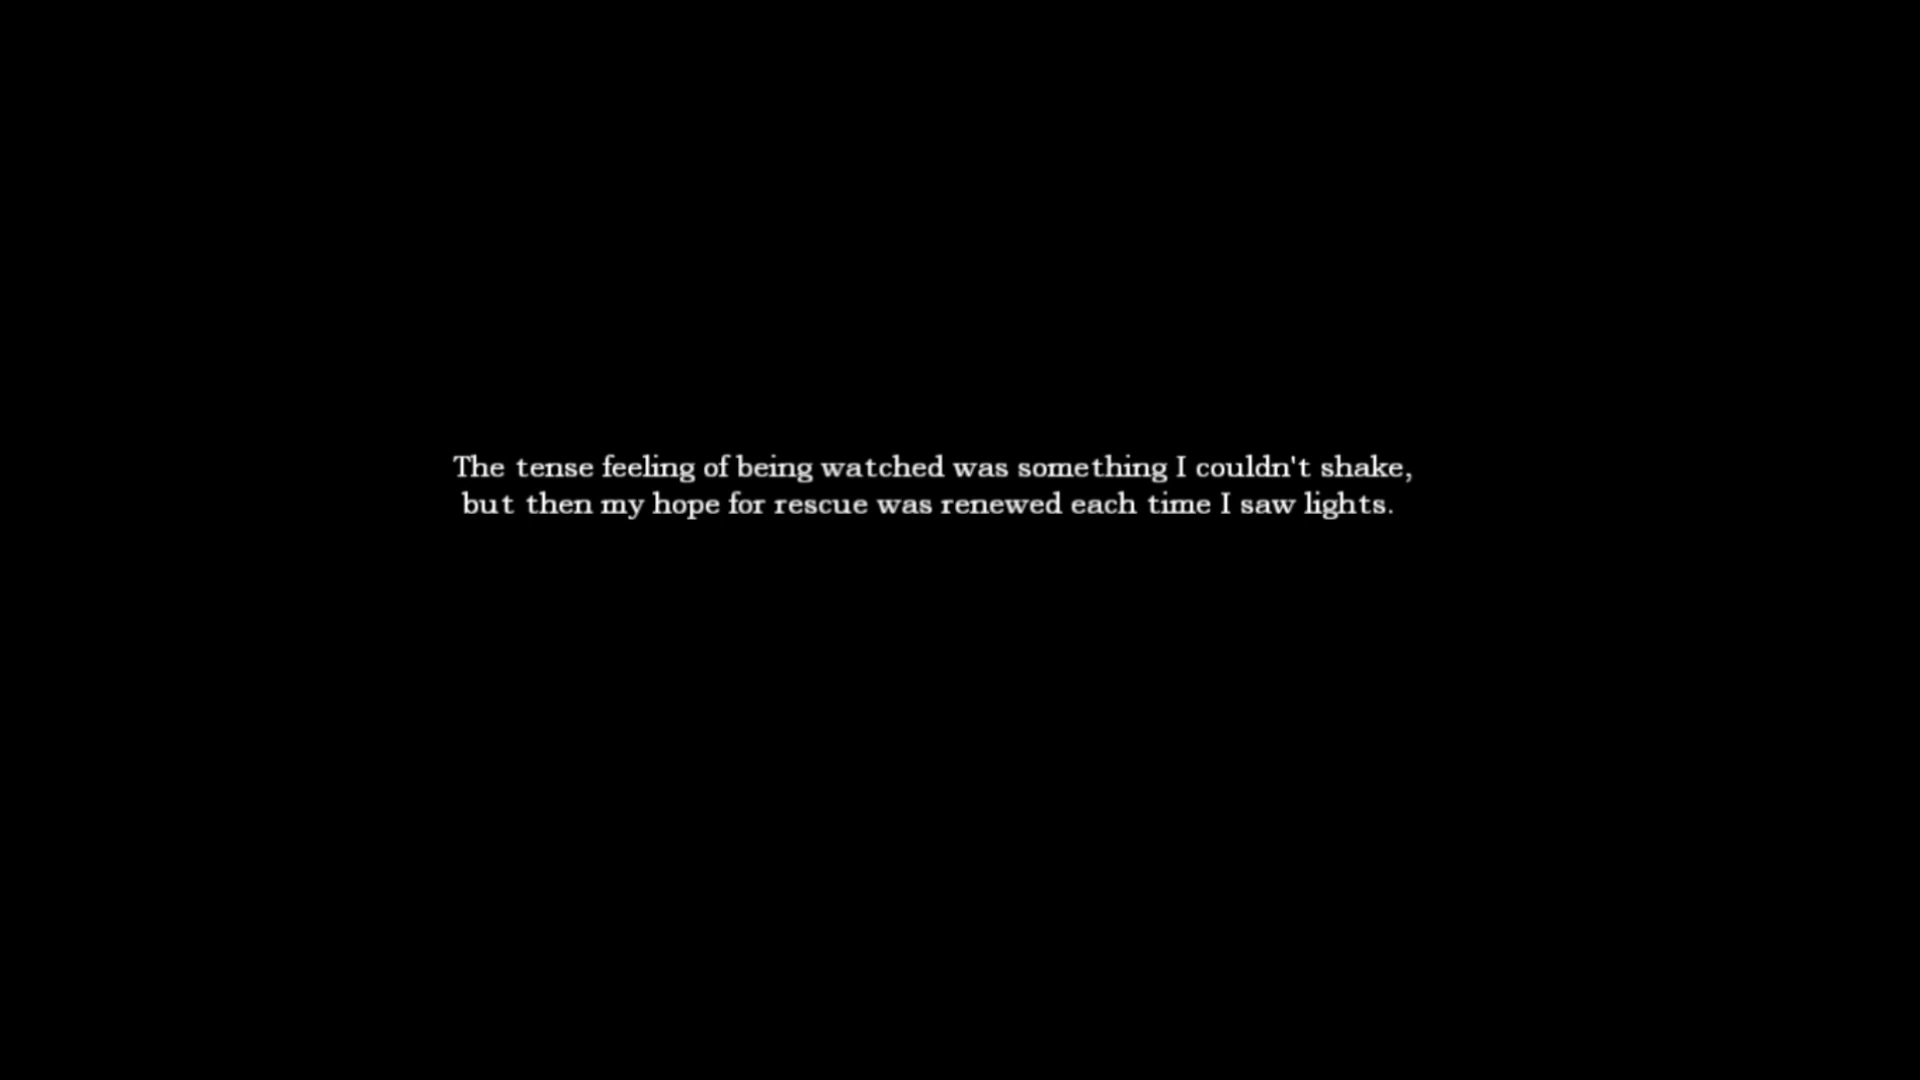 The tense feeling of being watched was something I couldn't shake,
but then my hope for rescue was renewed each time I saw lights.